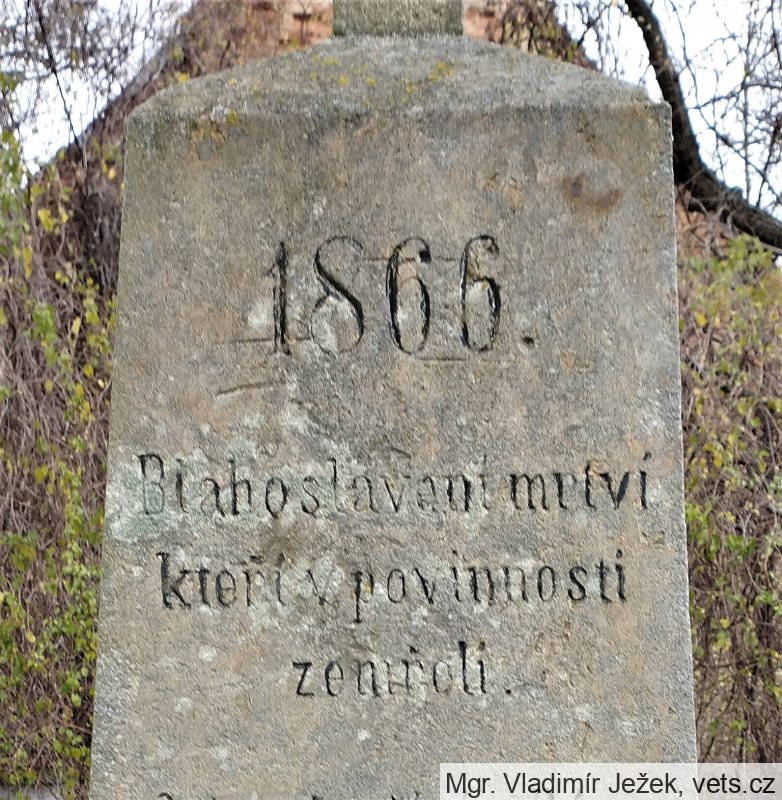 1866.
Blahoslavení mrtví
kteří v povinnosti
zemřeli.
Mgr. Vladimír Ježek, vets.cz